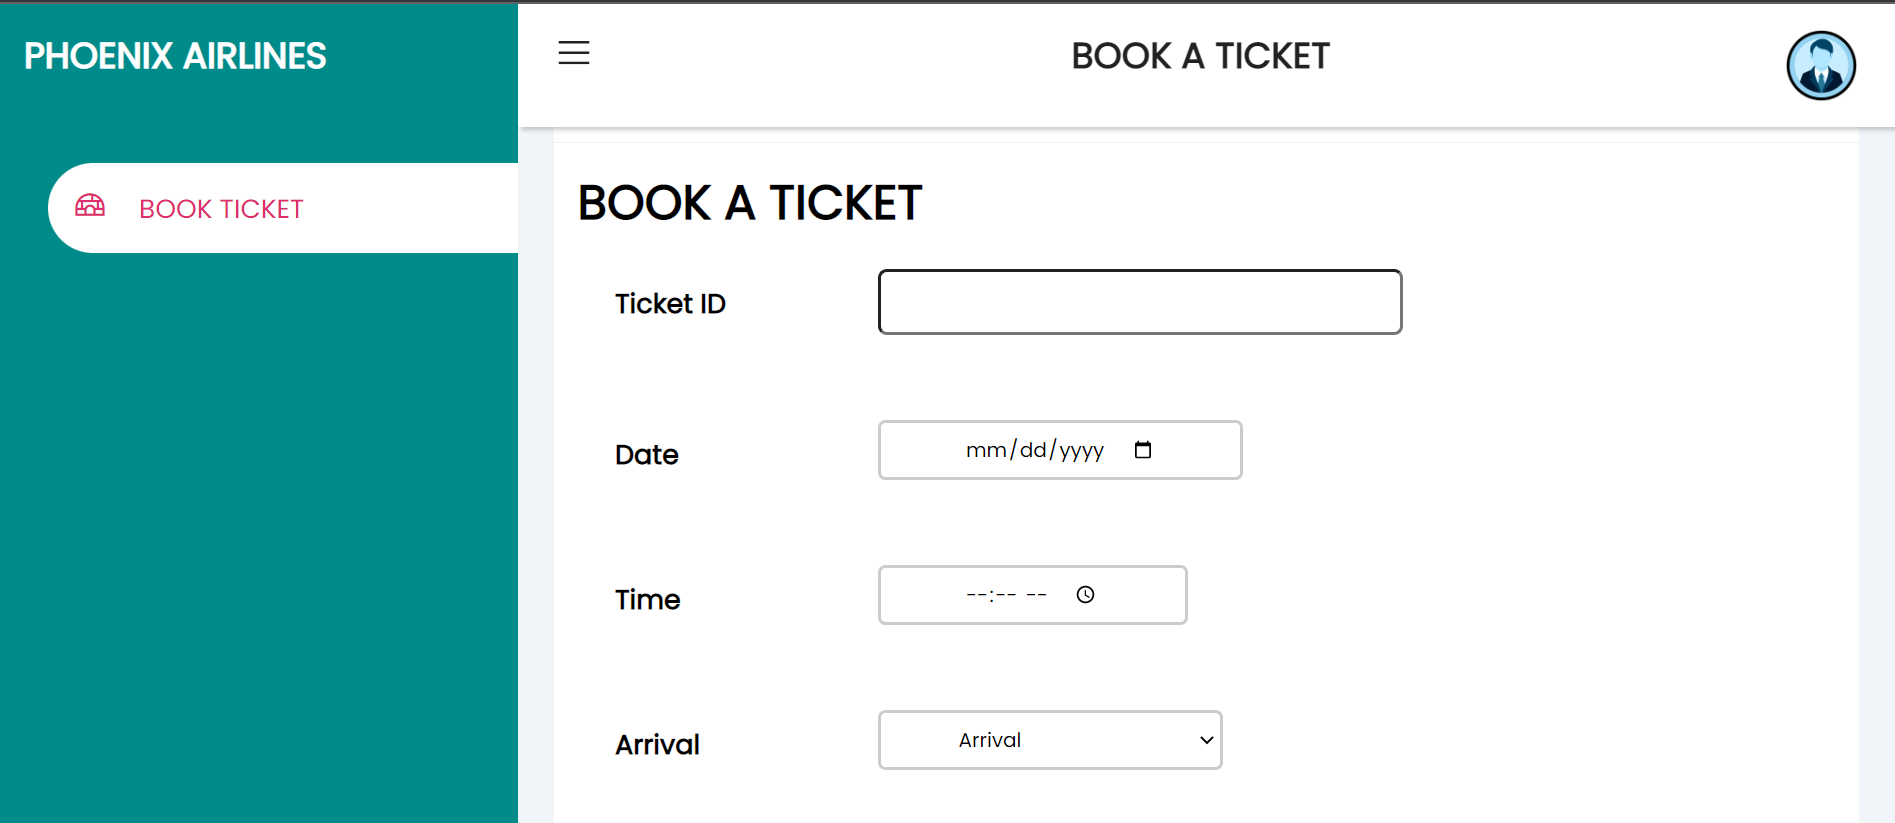 PHOENIX AIRLINES
BOOK TICKET
BOOK A TICKET
BOOK A TICKET
Ticket ID
Date
mm/dd/yyyy
Time
--:-- --
Arrival
Arrival